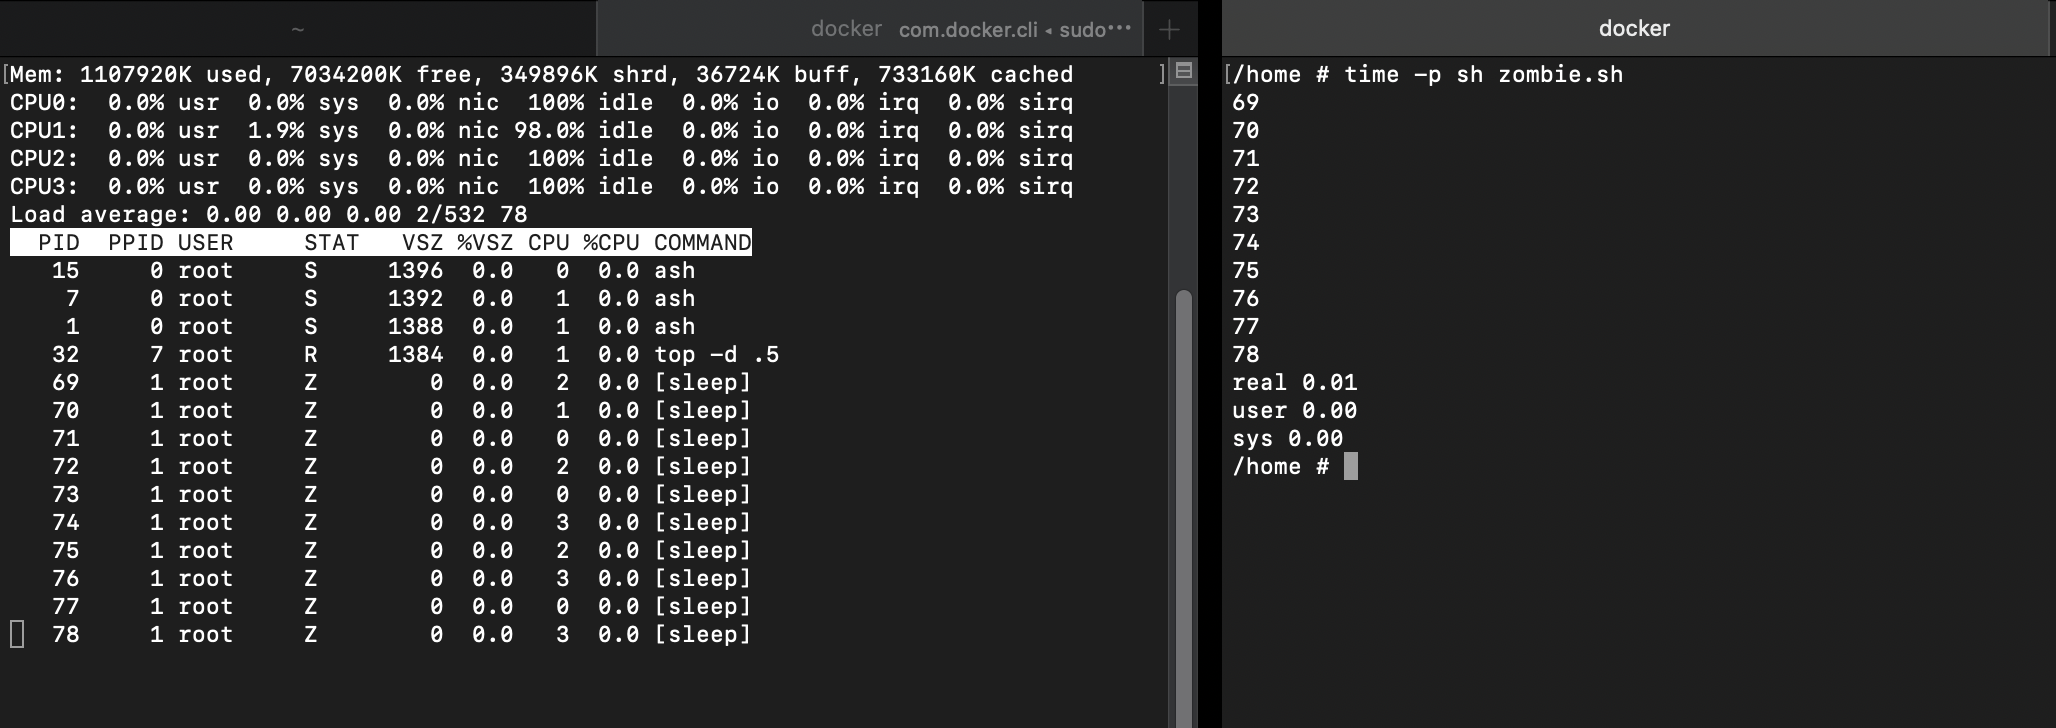 ~
docker com.docker.cli ◂ sudo•••
+
[Mem: 1107920K used, 7034200K free, 349896K shrd, 36724K buff, 733160K cached ]
CPU0:  0.0% usr  0.0% sys  0.0% nic  100% idle  0.0% io  0.0% irq  0.0% sirq
CPU1:  0.0% usr  1.9% sys  0.0% nic 98.0% idle  0.0% io  0.0% irq  0.0% sirq
CPU2:  0.0% usr  0.0% sys  0.0% nic  100% idle  0.0% io  0.0% irq  0.0% sirq
CPU3:  0.0% usr  0.0% sys  0.0% nic  100% idle  0.0% io  0.0% irq  0.0% sirq
Load average: 0.00 0.00 0.00 2/532 78
  PID  PPID USER     STAT   VSZ %VSZ CPU %CPU COMMAND
   15     0 root     S     1396  0.0   0  0.0 ash
    7     0 root     S     1392  0.0   1  0.0 ash
    1     0 root     S     1388  0.0   1  0.0 ash
   32     7 root     R     1384  0.0   1  0.0 top -d .5
   69     1 root     Z        0  0.0   2  0.0 [sleep]
   70     1 root     Z        0  0.0   1  0.0 [sleep]
   71     1 root     Z        0  0.0   0  0.0 [sleep]
   72     1 root     Z        0  0.0   2  0.0 [sleep]
   73     1 root     Z        0  0.0   0  0.0 [sleep]
   74     1 root     Z        0  0.0   3  0.0 [sleep]
   75     1 root     Z        0  0.0   2  0.0 [sleep]
   76     1 root     Z        0  0.0   3  0.0 [sleep]
   77     1 root     Z        0  0.0   0  0.0 [sleep]
   78     1 root     Z        0  0.0   3  0.0 [sleep]
docker
[/home # time -p sh zombie.sh
69
70
71
72
73
74
75
76
77
78
real 0.01
user 0.00
sys 0.00
/home #